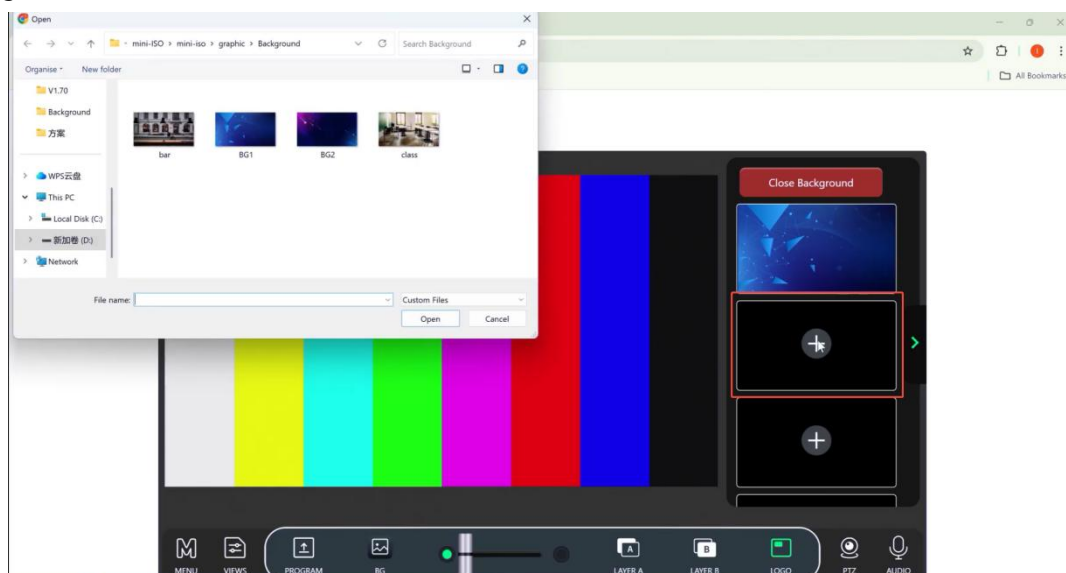 Open
mini-ISO > mini-iso > graphic > Background
Search Background
Organise
New folder
V1.70
Background
方案
WPS云盘
This PC
Local Disk (C:)
新加卷 (D:)
Network
bar
BG1
BG2
class
File name:
Custom Files
Open
Cancel
All Bookmarks
Close Background
MENU
VIEWS
PROGRAM
BG
A
LAYER A
B
LAYER B
LOGO
PTZ
AUDIO